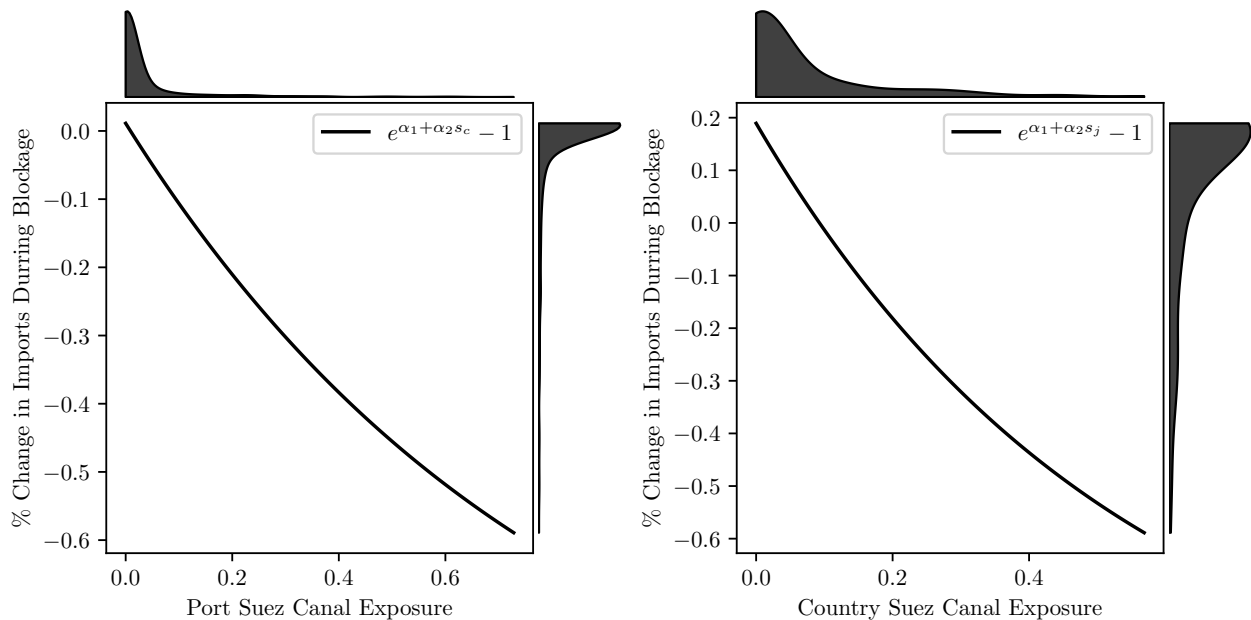 % Change in Imports Durring Blockage
0.0
−0.1
−0.2
−0.3
−0.4
−0.5
−0.6
e^{α₁+α₂s_c} − 1
0.0 0.2 0.4 0.6
Port Suez Canal Exposure
% Change in Imports Durring Blockage
0.2
0.1
0.0
−0.1
−0.2
−0.3
−0.4
−0.5
−0.6
e^{α₁+α₂s_j} − 1
0.0 0.2 0.4
Country Suez Canal Exposure